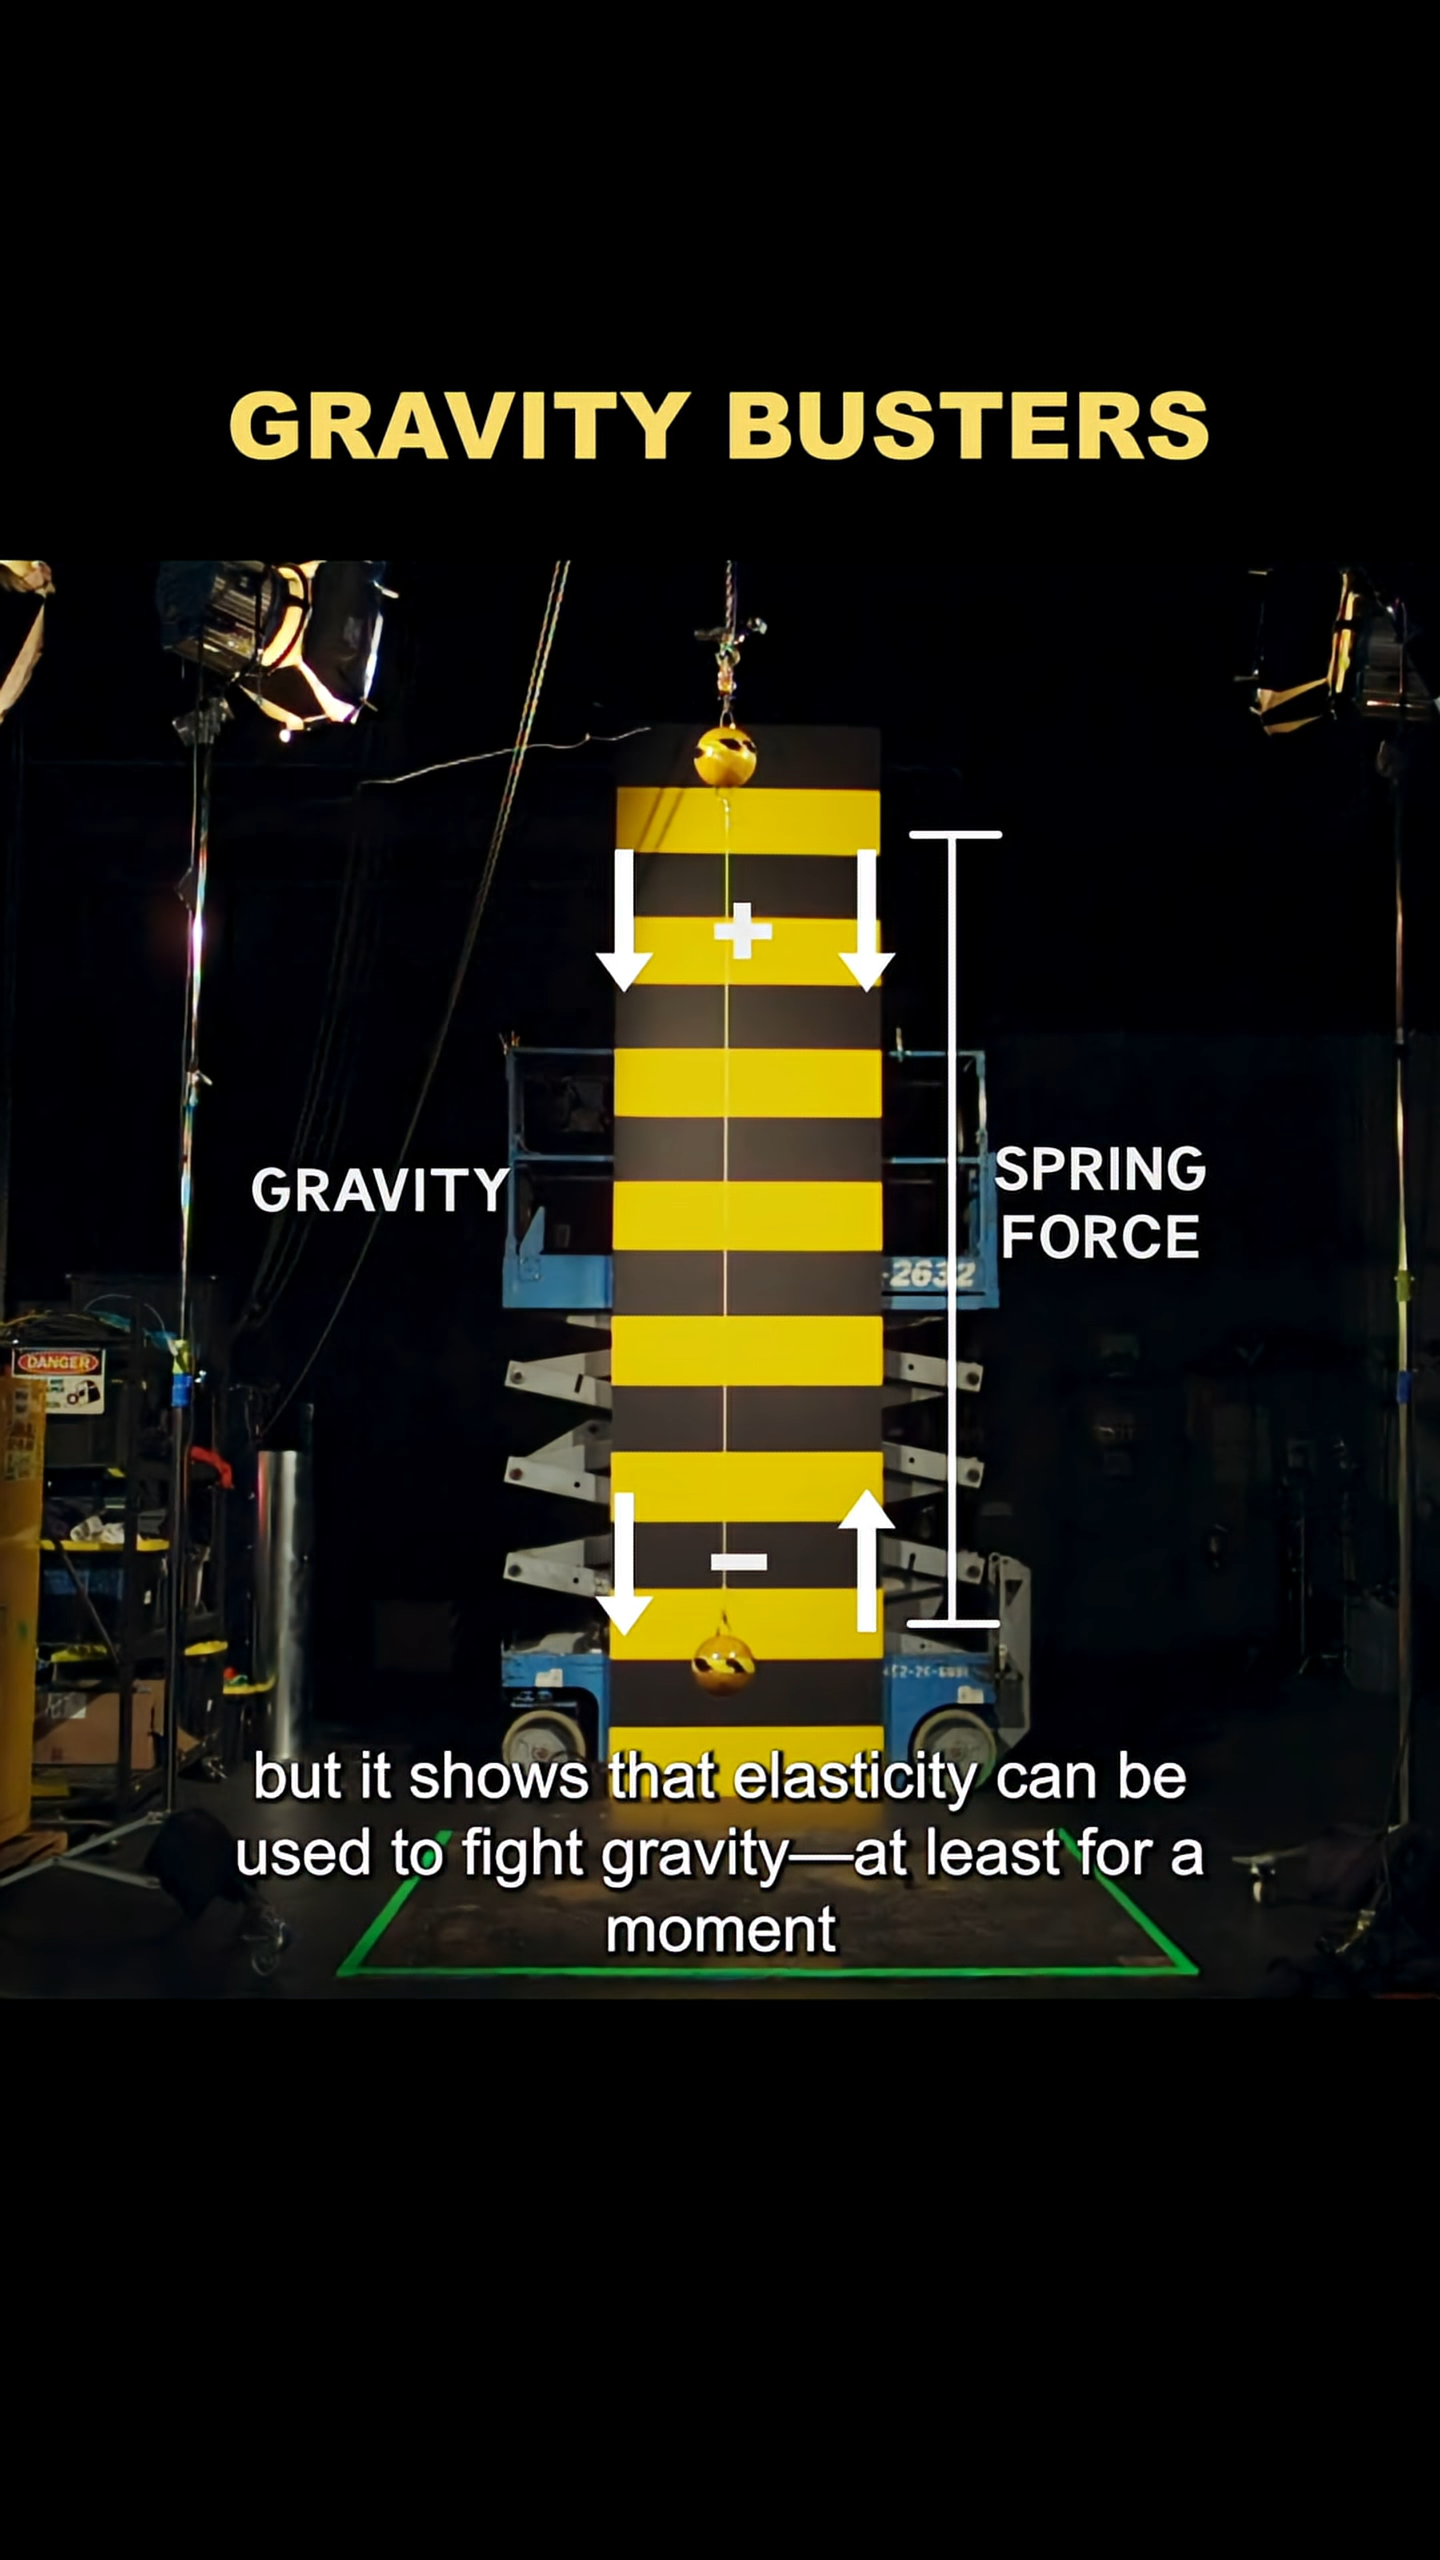 GRAVITY BUSTERS
+
GRAVITY
SPRING
FORCE
-2632
DANGER
-
but it shows that elasticity can be
used to fight gravity—at least for a
moment